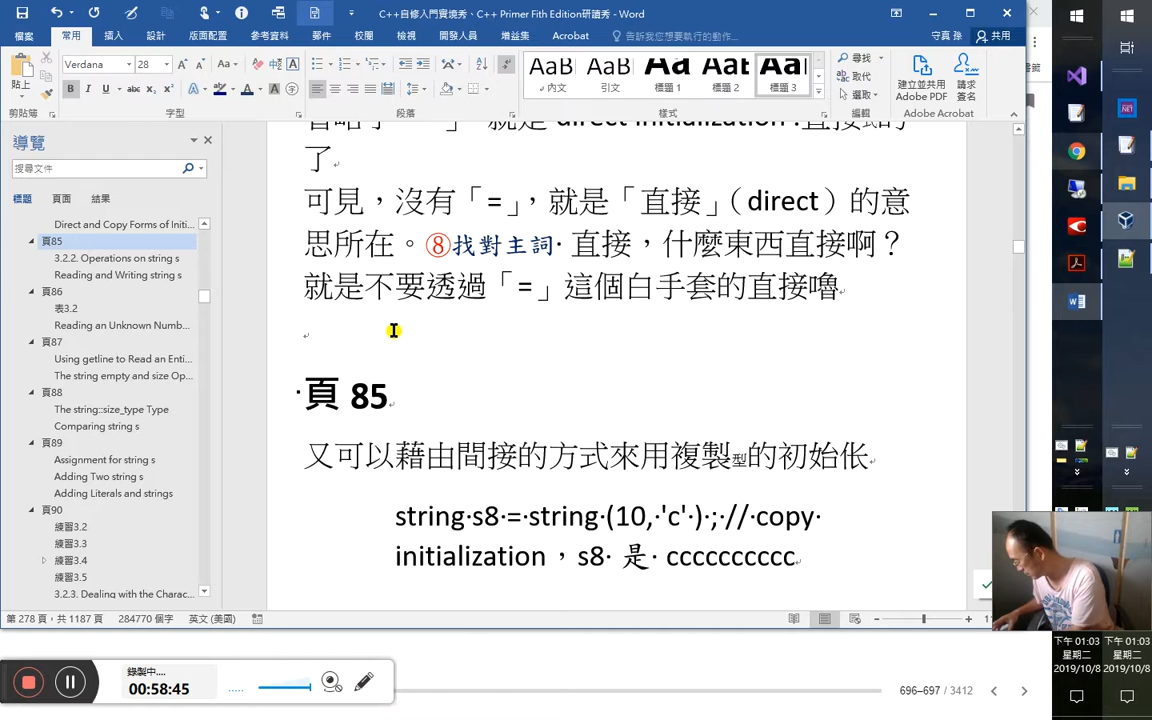 C++自修入門實境秀、C++ Primer Fith Edition研讀秀 - Word
檔案 常用 插入 設計 版面配置 參考資料 郵件 校閱 檢視 開發人員 增益集 Acrobat 告訴我您想要執行的動作... 守真 孫 共用
Verdana 28
貼上
AaB AaB Aa Aat Aa
內文 引文 標題 1 標題 2 標題 3
尋找
取代
選取
建立並共用 Adobe PDF
請求 簽名
剪貼簿 字型 段落 樣式 編輯 Adobe Acrobat
導覽
搜尋文件
標題 頁面 結果
Direct and Copy Forms of Initi...
頁85
3.2.2. Operations on string s
Reading and Writing string s
頁86
表3.2
Reading an Unknown Numb...
頁87
Using getline to Read an Enti...
The string empty and size Op...
頁88
The string::size_type Type
Comparing string s
頁89
Assignment for string s
Adding Two string s
Adding Literals and strings
頁90
練習3.2
練習3.3
練習3.4
練習3.5
3.2.3. Dealing with the Charac...
了
可見，沒有「=」，就是「直接」（direct）的意
思所在。⑧找對主詞 直接，什麼東西直接啊？
就是不要透過「=」這個白手套的直接嚕
頁 85
又可以藉由間接的方式來用複製型的初始伥
string s8 = string (10, 'c' ) ; // copy
initialization，s8 是 cccccccccc
第 278 頁，共 1187 頁 284770 個字 英文 (美國)
錄製中....
00:58:45
696–697 / 3412
下午 01:03
星期二
2019/10/8
下午 01:03
星期二
2019/10/8